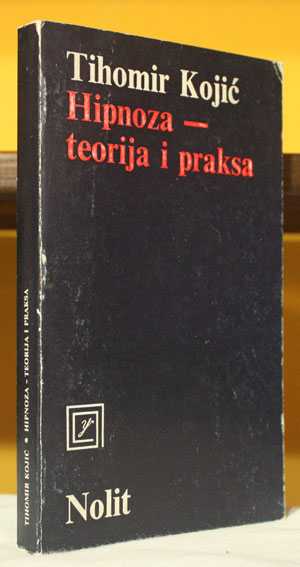 Tihomir Kojić
Hipnoza —
teorija i praksa
Nolit
TIHOMIR KOJIĆ • HIPNOZA – TEORIJA I PRAKSA